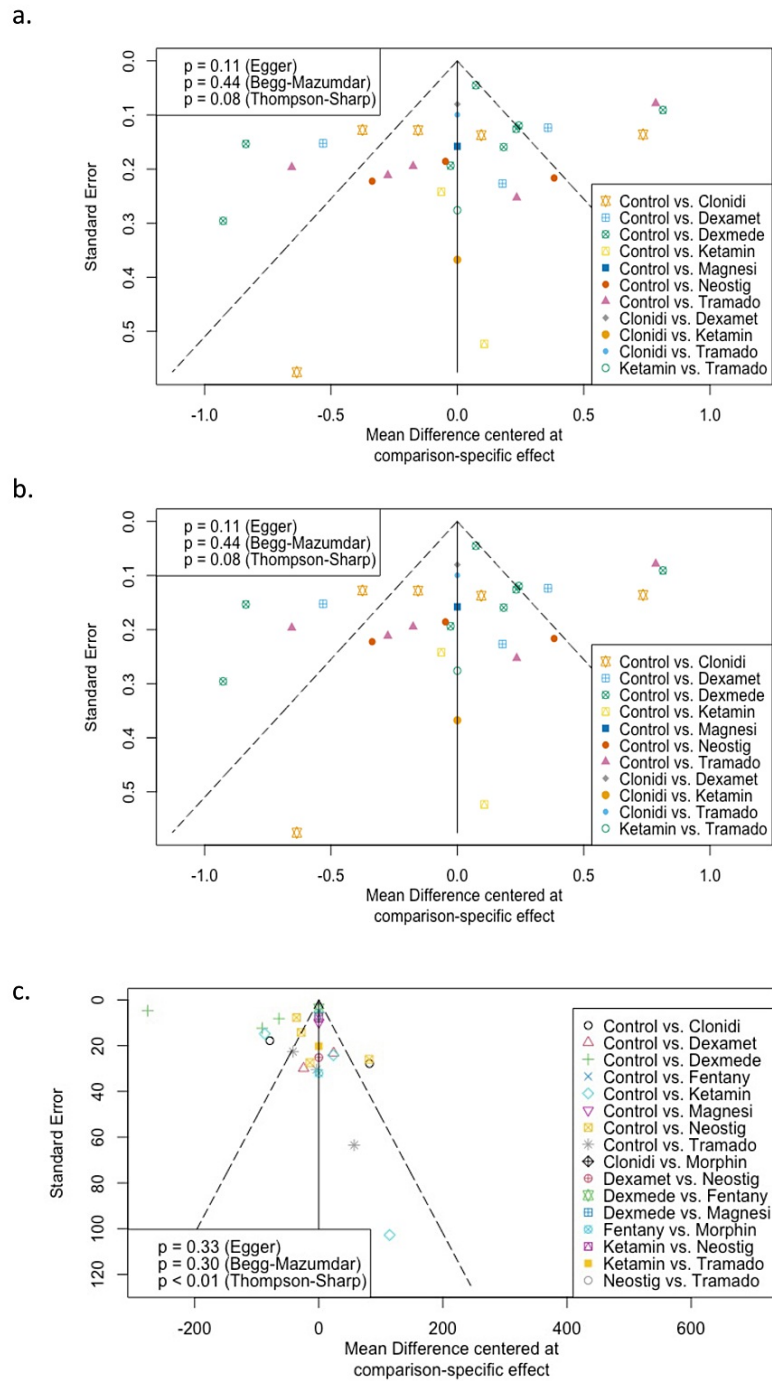 a.
p = 0.11 (Egger)
p = 0.44 (Begg-Mazumdar)
p = 0.08 (Thompson-Sharp)
0.0
0.1
0.2
0.3
0.4
0.5
Standard Error
Control vs. Clonidi
Control vs. Dexamet
Control vs. Dexmede
Control vs. Ketamin
Control vs. Magnesi
Control vs. Neostig
Control vs. Tramado
Clonidi vs. Dexamet
Clonidi vs. Ketamin
Clonidi vs. Tramado
Ketamin vs. Tramado
-1.0 -0.5 0.0 0.5 1.0
Mean Difference centered at
comparison-specific effect
b.
p = 0.11 (Egger)
p = 0.44 (Begg-Mazumdar)
p = 0.08 (Thompson-Sharp)
0.0
0.1
0.2
0.3
0.4
0.5
Standard Error
Control vs. Clonidi
Control vs. Dexamet
Control vs. Dexmede
Control vs. Ketamin
Control vs. Magnesi
Control vs. Neostig
Control vs. Tramado
Clonidi vs. Dexamet
Clonidi vs. Ketamin
Clonidi vs. Tramado
Ketamin vs. Tramado
-1.0 -0.5 0.0 0.5 1.0
Mean Difference centered at
comparison-specific effect
c.
0
20
40
60
80
100
120
Standard Error
Control vs. Clonidi
Control vs. Dexamet
Control vs. Dexmede
Control vs. Fentany
Control vs. Ketamin
Control vs. Magnesi
Control vs. Neostig
Control vs. Tramado
Clonidi vs. Morphin
Dexamet vs. Neostig
Dexmede vs. Fentany
Dexmede vs. Magnesi
Fentany vs. Morphin
Ketamin vs. Neostig
Ketamin vs. Tramado
Neostig vs. Tramado
p = 0.33 (Egger)
p = 0.30 (Begg-Mazumdar)
p < 0.01 (Thompson-Sharp)
-200 0 200 400 600
Mean Difference centered at
comparison-specific effect